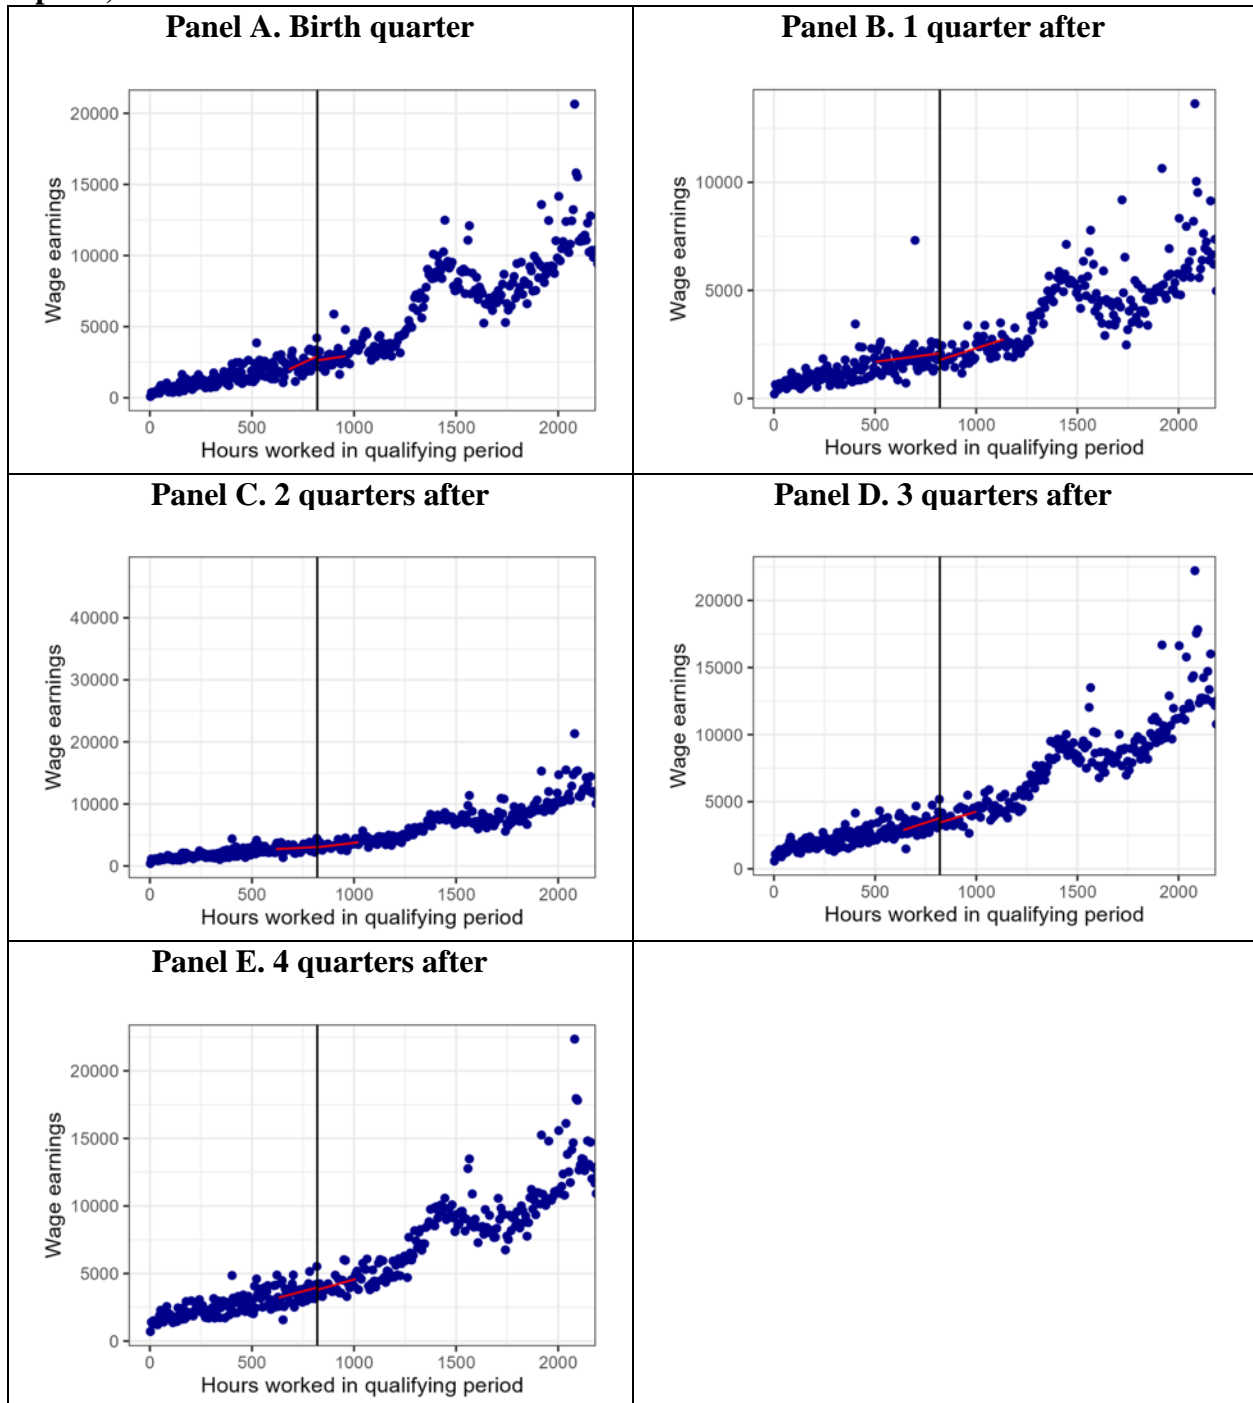 Panel A. Birth quarter
20000
15000
10000
5000
0
Wage earnings
0 500 1000 1500 2000
Hours worked in qualifying period
Panel B. 1 quarter after
10000
5000
0
Wage earnings
0 500 1000 1500 2000
Hours worked in qualifying period
Panel C. 2 quarters after
40000
30000
20000
10000
0
Wage earnings
0 500 1000 1500 2000
Hours worked in qualifying period
Panel D. 3 quarters after
20000
15000
10000
5000
0
Wage earnings
0 500 1000 1500 2000
Hours worked in qualifying period
Panel E. 4 quarters after
20000
15000
10000
5000
0
Wage earnings
0 500 1000 1500 2000
Hours worked in qualifying period